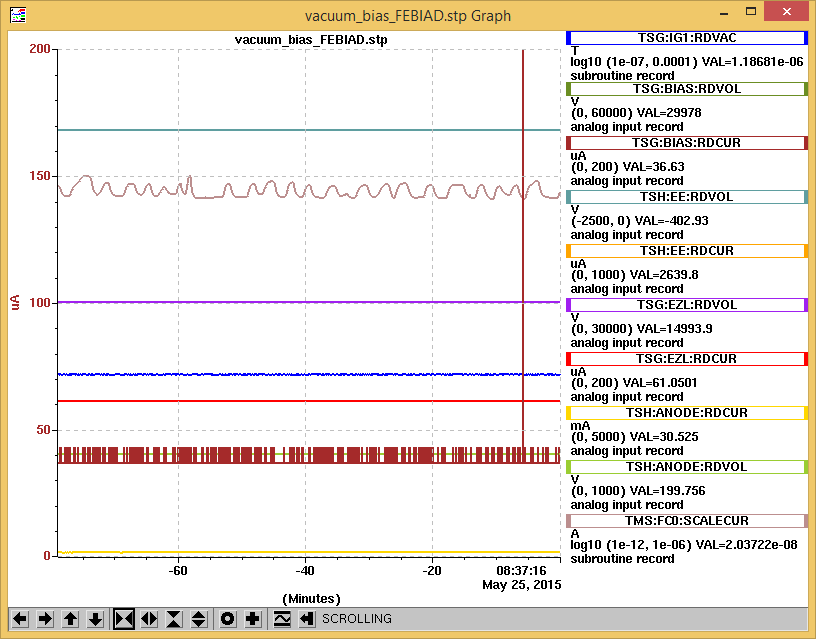 vacuum_bias_FEBIAD.stp Graph
vacuum_bias_FEBIAD.stp
200
150
100
50
0
uA
-60
-40
-20
08:37:16
May 25, 2015
(Minutes)
TSG:IG1:RDVAC
T
log10 (1e-07, 0.0001) VAL=1.18681e-06
subroutine record
TSG:BIAS:RDVOL
V
(0, 60000) VAL=29978
analog input record
TSG:BIAS:RDCUR
uA
(0, 200) VAL=36.63
analog input record
TSH:EE:RDVOL
V
(-2500, 0) VAL=-402.93
analog input record
TSH:EE:RDCUR
uA
(0, 1000) VAL=2639.8
analog input record
TSG:EZL:RDVOL
V
(0, 30000) VAL=14993.9
analog input record
TSG:EZL:RDCUR
uA
(0, 200) VAL=61.0501
analog input record
TSH:ANODE:RDCUR
mA
(0, 5000) VAL=30.525
analog input record
TSH:ANODE:RDVOL
V
(0, 1000) VAL=199.756
analog input record
TMS:FC0:SCALECUR
A
log10 (1e-12, 1e-06) VAL=2.03722e-08
subroutine record
SCROLLING